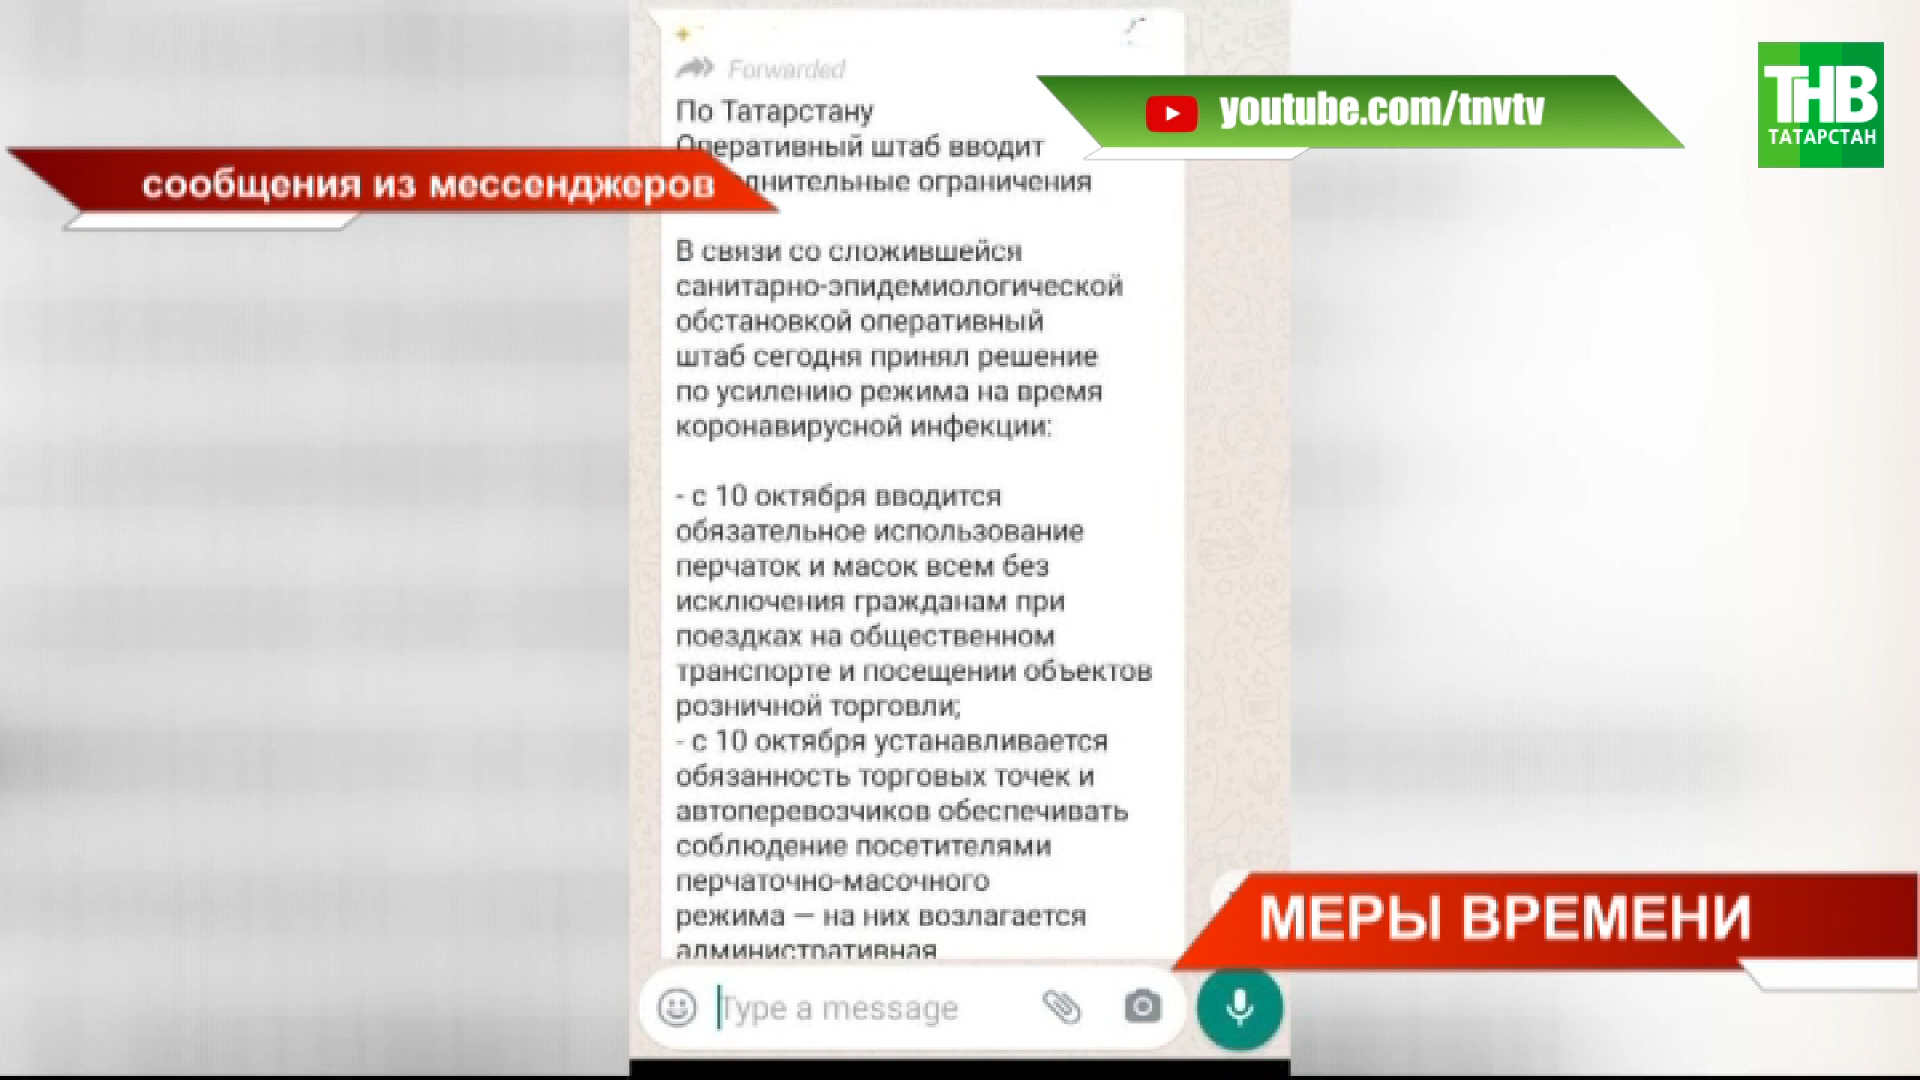 Forwarded
По Татарстану
Оперативный штаб вводит
нительные ограничения
В связи со сложившейся
санитарно-эпидемиологической
обстановкой оперативный
штаб сегодня принял решение
по усилению режима на время
коронавирусной инфекции:
- с 10 октября вводится
обязательное использование
перчаток и масок всем без
исключения гражданам при
поездках на общественном
транспорте и посещении объектов
розничной торговли;
- с 10 октября устанавливается
обязанность торговых точек и
автоперевозчиков обеспечивать
соблюдение посетителями
перчаточно-масочного
режима — на них возлагается
административная
Type a message
сообщения из мессенджеров
youtube.com/tnvtv
ТНВ
ТАТАРСТАН
МЕРЫ ВРЕМЕНИ